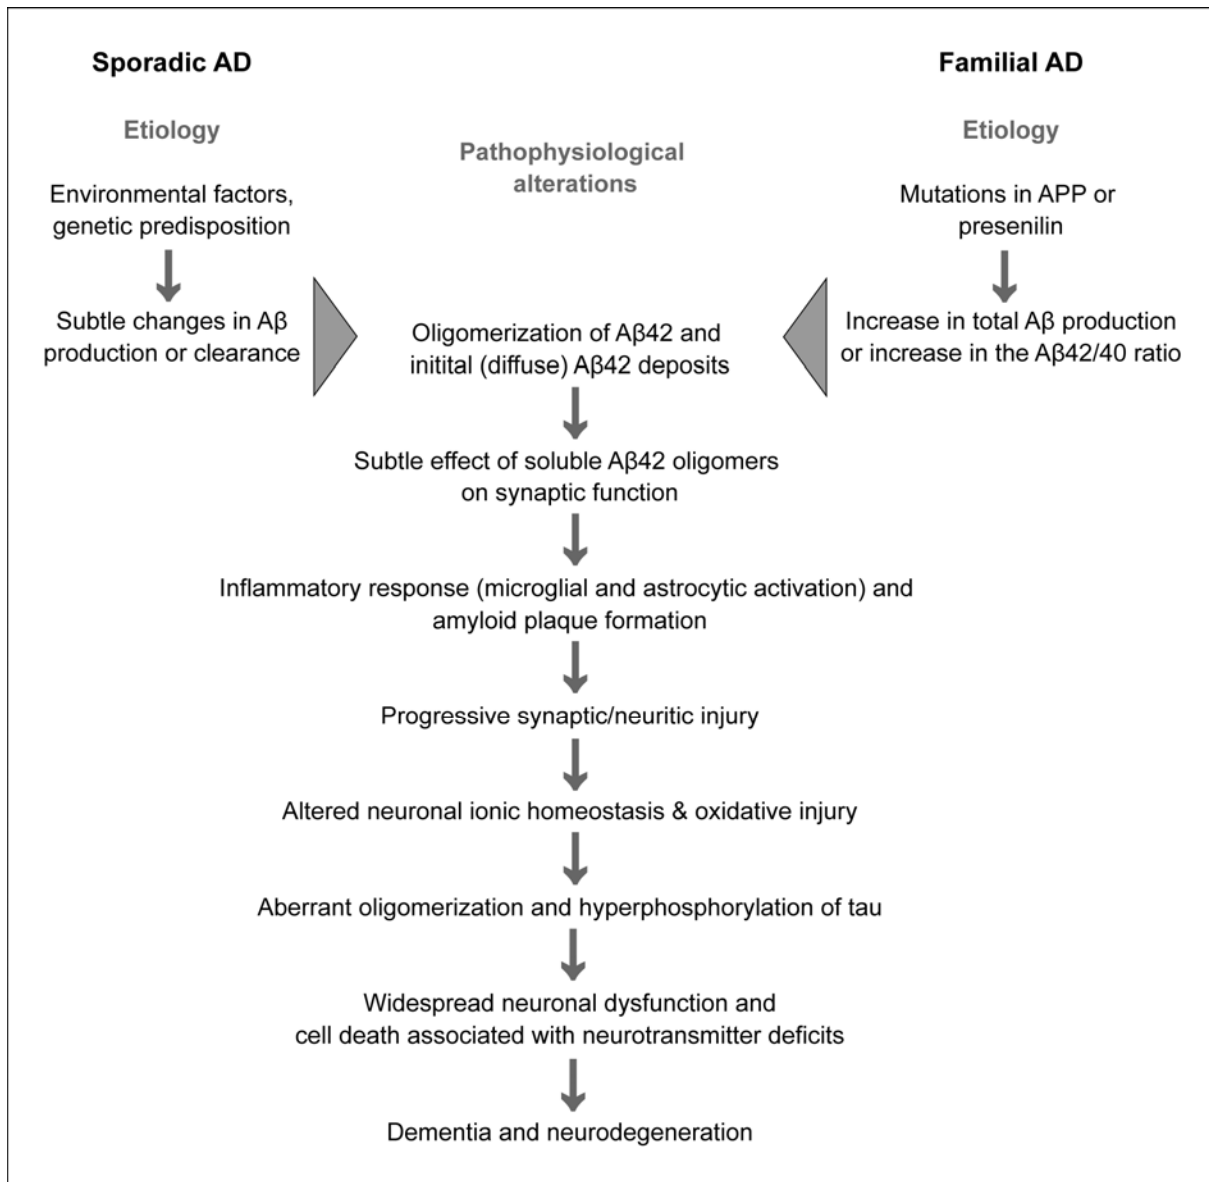 Sporadic AD
Etiology
Environmental factors,
genetic predisposition
Subtle changes in Aβ
production or clearance
Familial AD
Etiology
Mutations in APP or
presenilin
Increase in total Aβ production
or increase in the Aβ42/40 ratio
Pathophysiological
alterations
Oligomerization of Aβ42 and
initital (diffuse) Aβ42 deposits
Subtle effect of soluble Aβ42 oligomers
on synaptic function
Inflammatory response (microglial and astrocytic activation) and
amyloid plaque formation
Progressive synaptic/neuritic injury
Altered neuronal ionic homeostasis & oxidative injury
Aberrant oligomerization and hyperphosphorylation of tau
Widespread neuronal dysfunction and
cell death associated with neurotransmitter deficits
Dementia and neurodegeneration